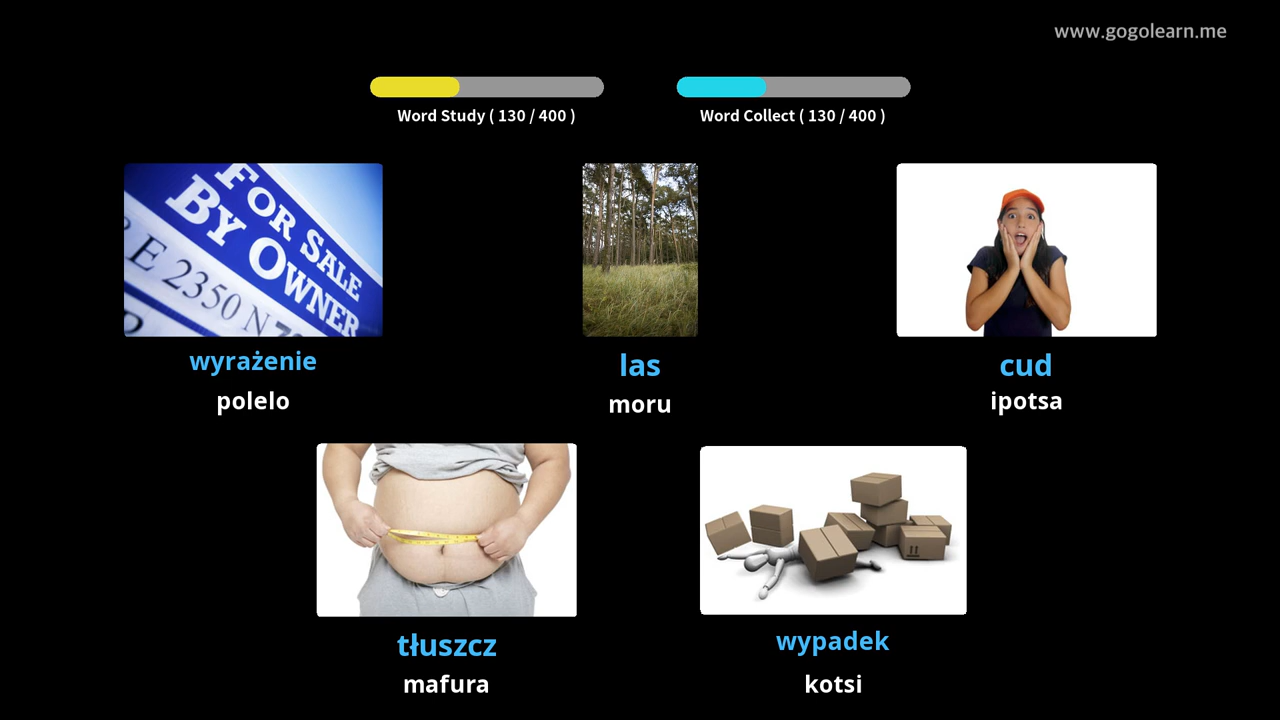 www.gogolearn.me
Word Study ( 130 / 400 )
Word Collect ( 130 / 400 )
FOR SALE
BY OWNER
E 2350 N
wyrażenie
las
cud
polelo
moru
ipotsa
tłuszcz
wypadek
mafura
kotsi